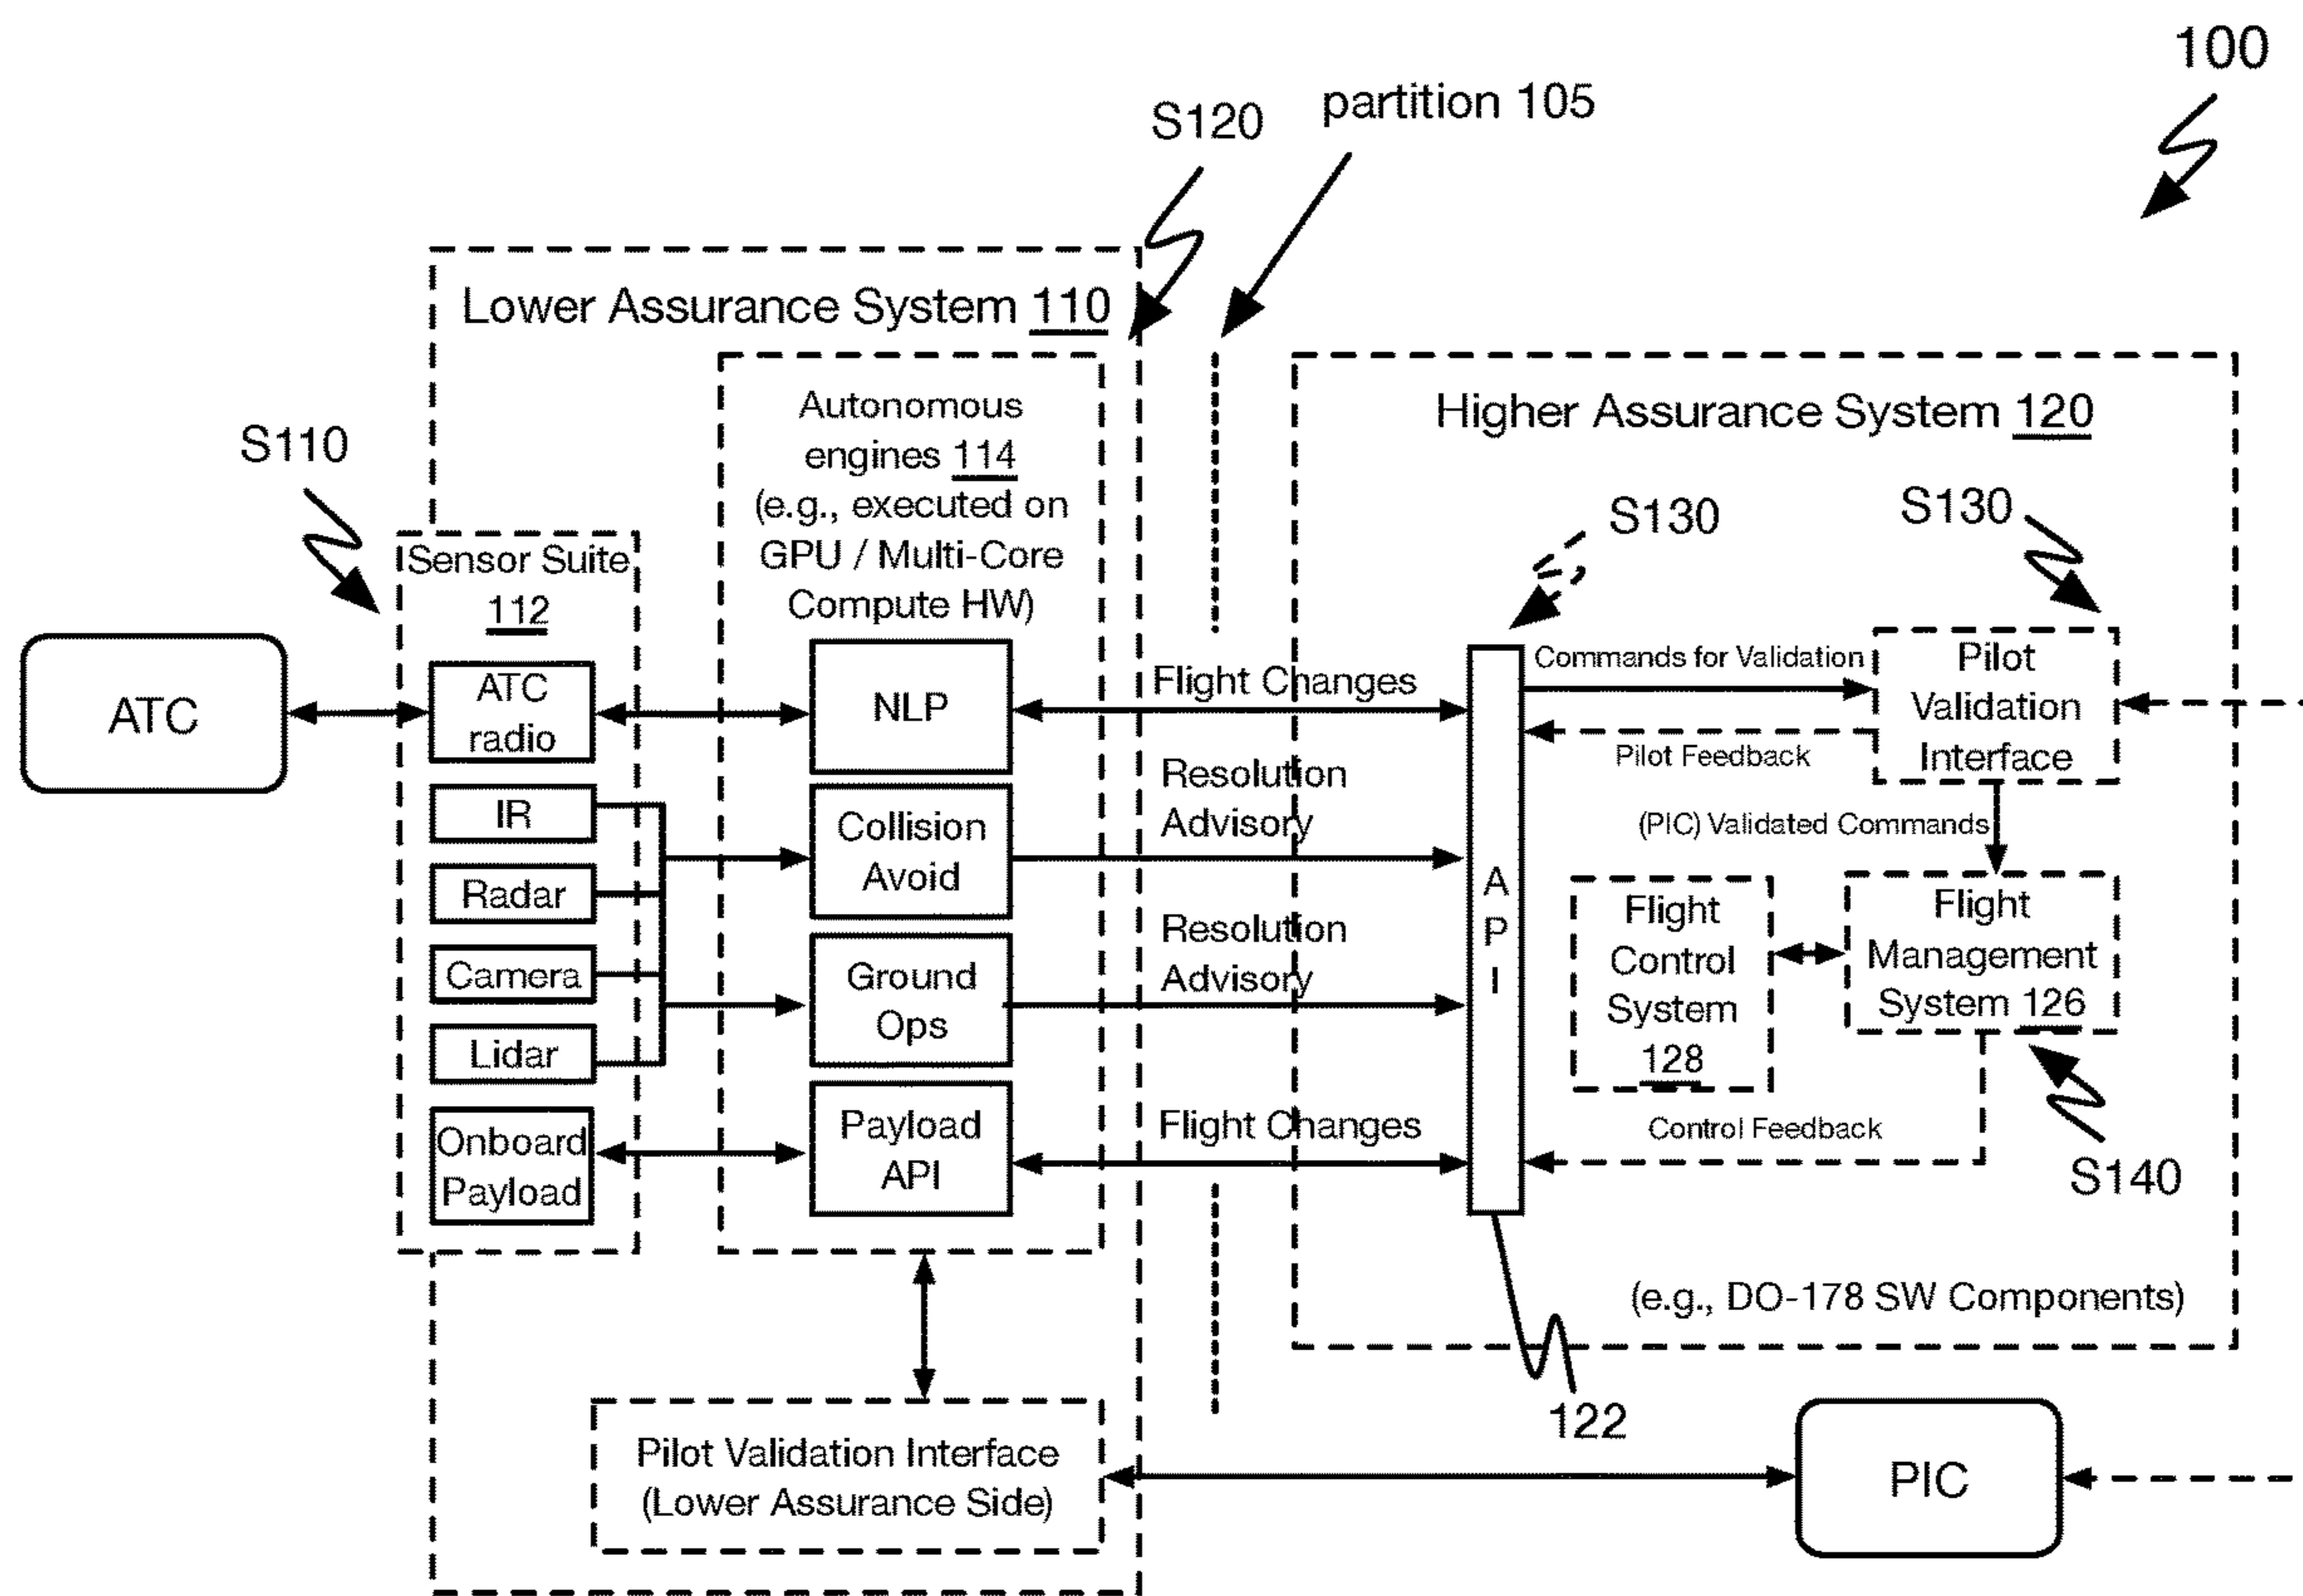 100
partition 105
S120
Lower Assurance System 110
Autonomous
engines 114
(e.g., executed on
GPU / Multi-Core
Compute HW)
S110
Sensor Suite
112
ATC
ATC
radio
IR
Radar
Camera
Lidar
Onboard
Payload
NLP
Collision
Avoid
Ground
Ops
Payload
API
Flight Changes
Resolution
Advisory
Resolution
Advisory
Flight Changes
Higher Assurance System 120
S130
S130
API
Commands for Validation
Pilot Feedback
Pilot
Validation
Interface
(PIC) Validated Commands
Flight
Control
System
128
Flight
Management
System 126
Control Feedback
S140
(e.g., DO-178 SW Components)
122
Pilot Validation Interface
(Lower Assurance Side)
PIC